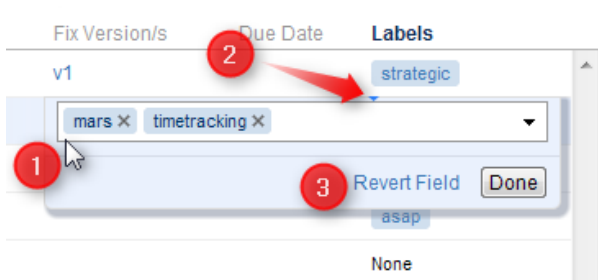 Fix Version/s Due Date Labels
2
v1 strategic
mars × timetracking ×
1
3 Revert Field Done
asap
None